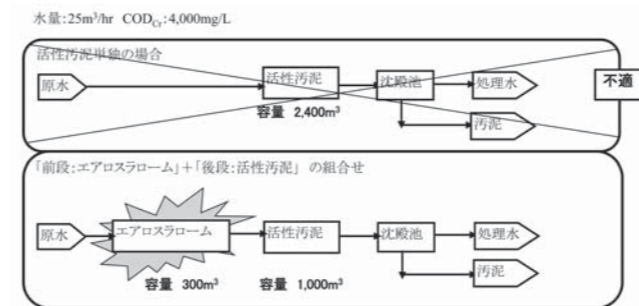 水量:25m³/hr COD_Cr:4,000mg/L
活性汚泥単独の場合
原水
活性汚泥
沈殿池
処理水
不適
容量 2,400m³
汚泥
「前段:エアロスラローム」+「後段:活性汚泥」 の組合せ
原水
エアロスラローム
活性汚泥
沈殿池
処理水
汚泥
容量 300m³
容量 1,000m³